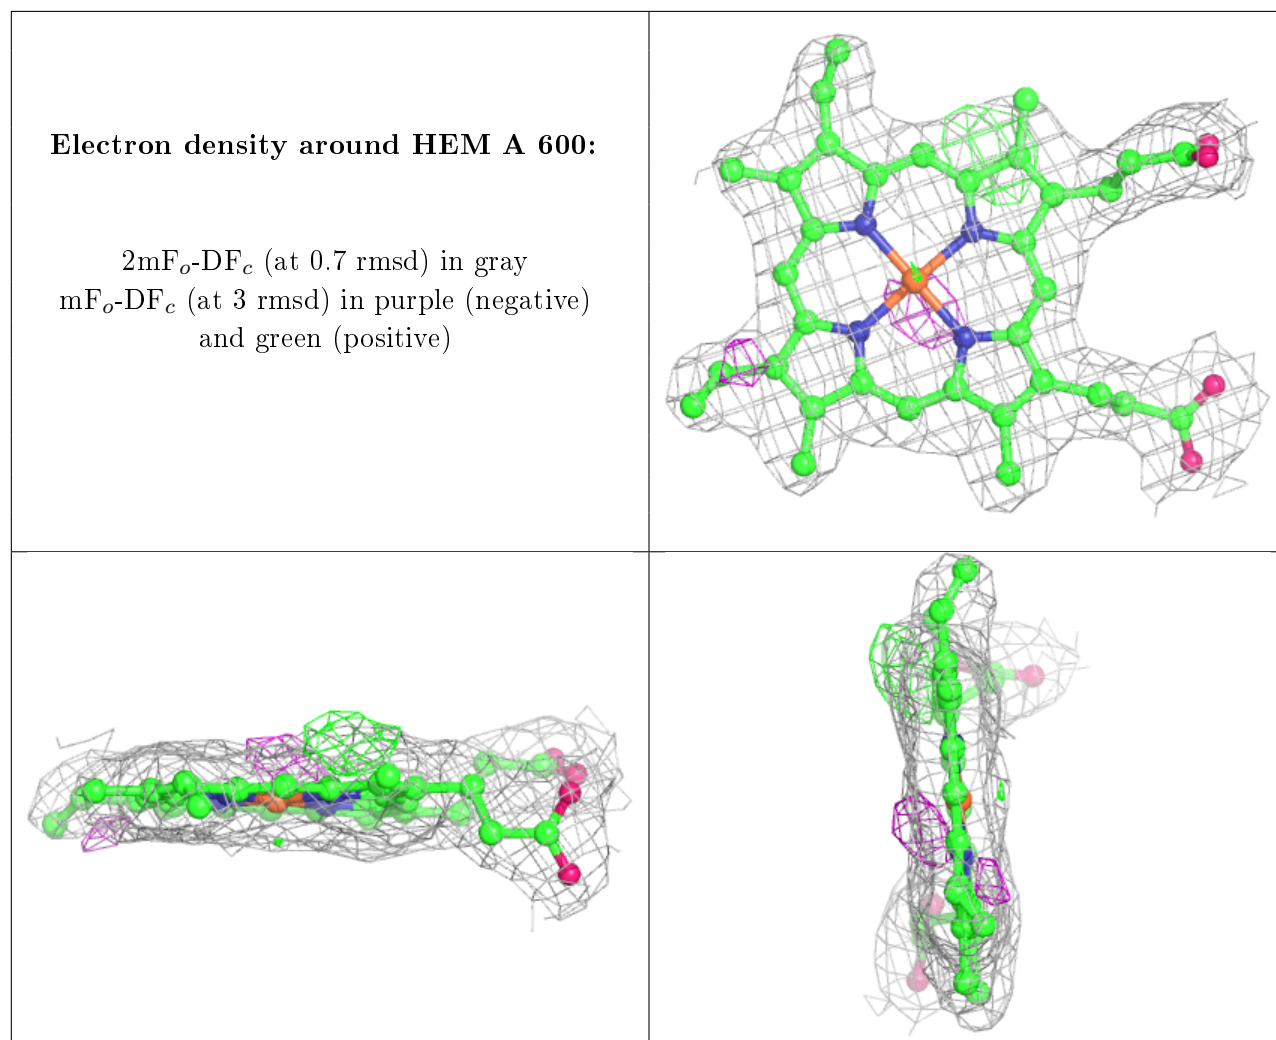 Electron density around HEM A 600:
2mFₒ-DF𝒸 (at 0.7 rmsd) in gray
mFₒ-DF𝒸 (at 3 rmsd) in purple (negative)
and green (positive)